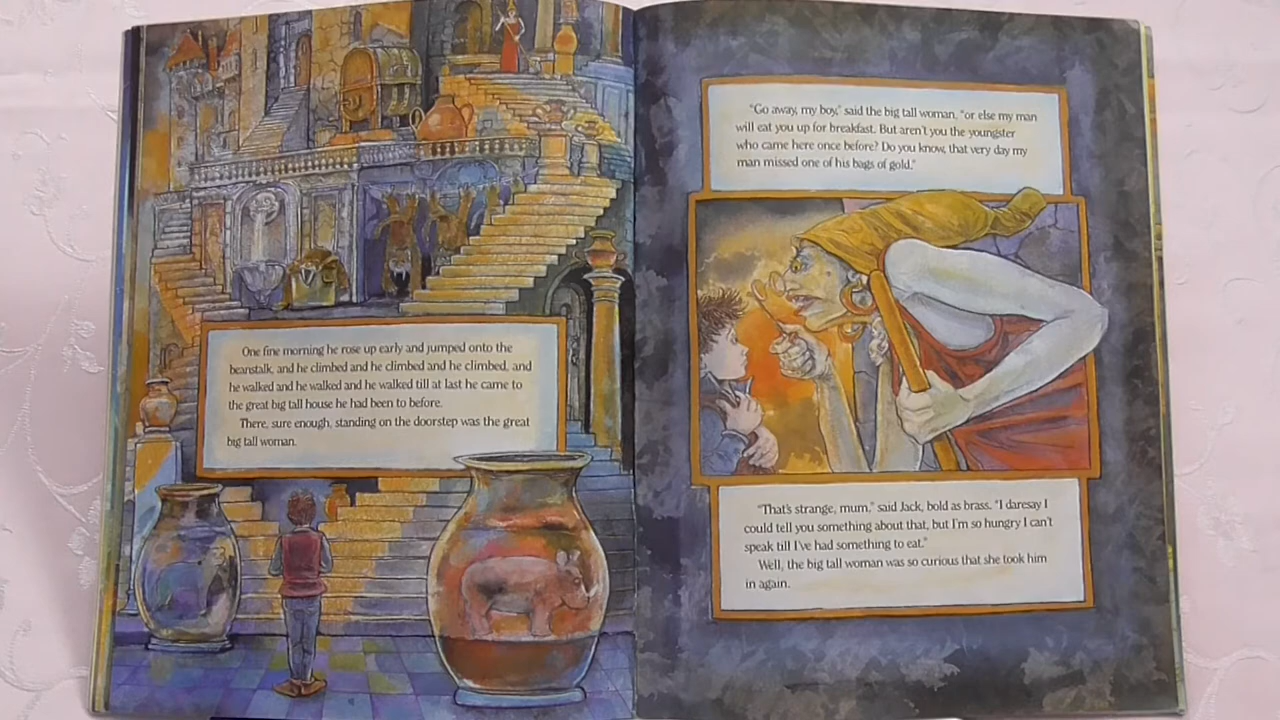 One fine morning he rose up early and jumped onto the
beanstalk, and he climbed and he climbed and he climbed, and
he walked and he walked and he walked till at last he came to
the great big tall house he had been to before.
There, sure enough, standing on the doorstep was the great
big tall woman.
"Go away, my boy," said the big tall woman, "or else my man
will eat you up for breakfast. But aren't you the youngster
who came here once before? Do you know, that very day my
man missed one of his bags of gold."
"That's strange, mum," said Jack, bold as brass. "I daresay I
could tell you something about that, but I'm so hungry I can't
speak till I've had something to eat."
Well, the big tall woman was so curious that she took him
in again.